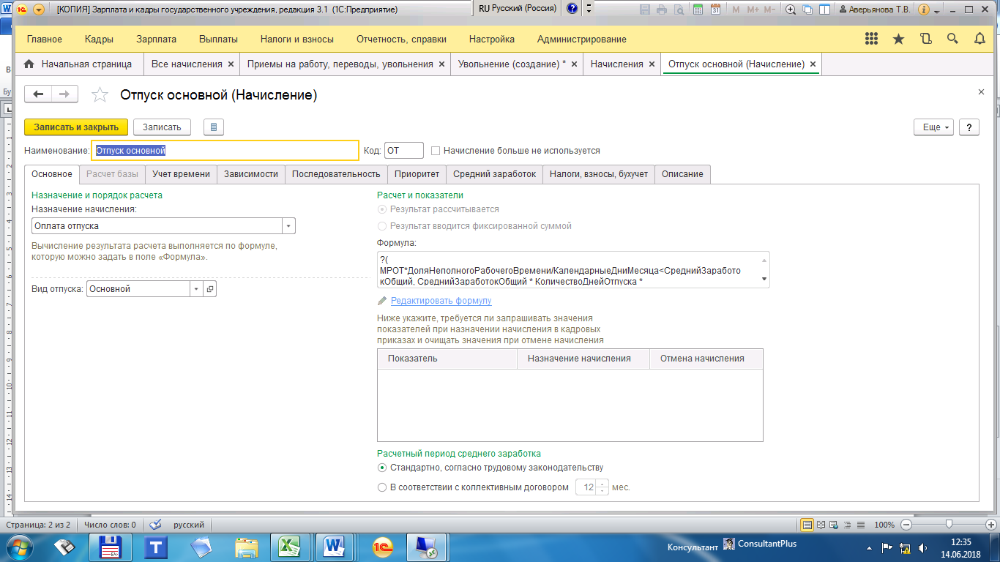 [КОПИЯ] Зарплата и кадры государственного учреждения, редакция 3.1 (1С:Предприятие)
RU Русский (Россия)
M M+ M-
Аверьянова Т.В.
Главное Кадры Зарплата Выплаты Налоги и взносы Отчетность, справки Настройка Администрирование
Начальная страница
Все начисления
Приемы на работу, переводы, увольнения
Увольнение (создание) *
Начисления
Отпуск основной (Начисление)
Отпуск основной (Начисление)
Записать и закрыть
Записать
Еще
?
Наименование: Отпуск основной Код: ОТ Начисление больше не используется
Основное Расчет базы Учет времени Зависимости Последовательность Приоритет Средний заработок Налоги, взносы, бухучет Описание
Назначение и порядок расчета
Назначение начисления:
Оплата отпуска
Вычисление результата расчета выполняется по формуле,
которую можно задать в поле «Формула».
Вид отпуска: Основной
Расчет и показатели
Результат рассчитывается
Результат вводится фиксированной суммой
Формула:
?(
МРОТ*ДоляНеполногоРабочегоВремени/КалендарныеДниМесяца<СреднийЗаработо
кОбщий, СреднийЗаработокОбщий * КоличествоДнейОтпуска *
Редактировать формулу
Ниже укажите, требуется ли запрашивать значения
показателей при назначении начисления в кадровых
приказах и очищать значения при отмене начисления
Показатель Назначение начисления Отмена начисления
Расчетный период среднего заработка
Стандартно, согласно трудовому законодательству
В соответствии с коллективным договором 12 мес.
Страница: 2 из 2 Число слов: 0 русский 100%
Консультант ConsultantPlus
12:35
14.06.2018